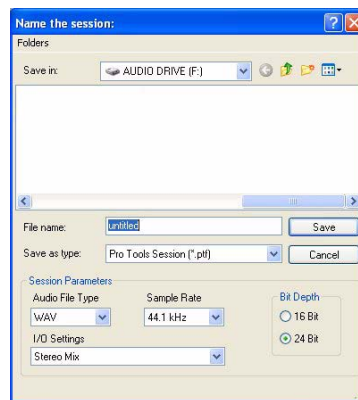 Name the session:
Folders
Save in: AUDIO DRIVE (F:)
File name: untitled Save
Save as type: Pro Tools Session (*.ptf) Cancel
Session Parameters
Audio File Type Sample Rate Bit Depth
WAV 44.1 kHz 16 Bit
I/O Settings 24 Bit
Stereo Mix